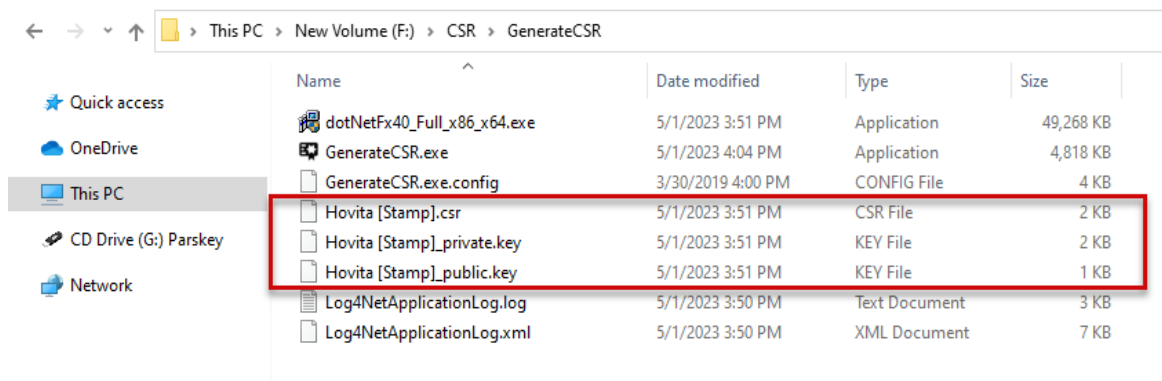 This PC > New Volume (F:) > CSR > GenerateCSR
Name Date modified Type Size
Quick access
OneDrive
This PC
CD Drive (G:) Parskey
Network
dotNetFx40_Full_x86_x64.exe 5/1/2023 3:51 PM Application 49,268 KB
GenerateCSR.exe 5/1/2023 4:04 PM Application 4,818 KB
GenerateCSR.exe.config 3/30/2019 4:00 PM CONFIG File 4 KB
Hovita [Stamp].csr 5/1/2023 3:51 PM CSR File 2 KB
Hovita [Stamp]_private.key 5/1/2023 3:51 PM KEY File 2 KB
Hovita [Stamp]_public.key 5/1/2023 3:51 PM KEY File 1 KB
Log4NetApplicationLog.log 5/1/2023 3:50 PM Text Document 3 KB
Log4NetApplicationLog.xml 5/1/2023 3:50 PM XML Document 7 KB